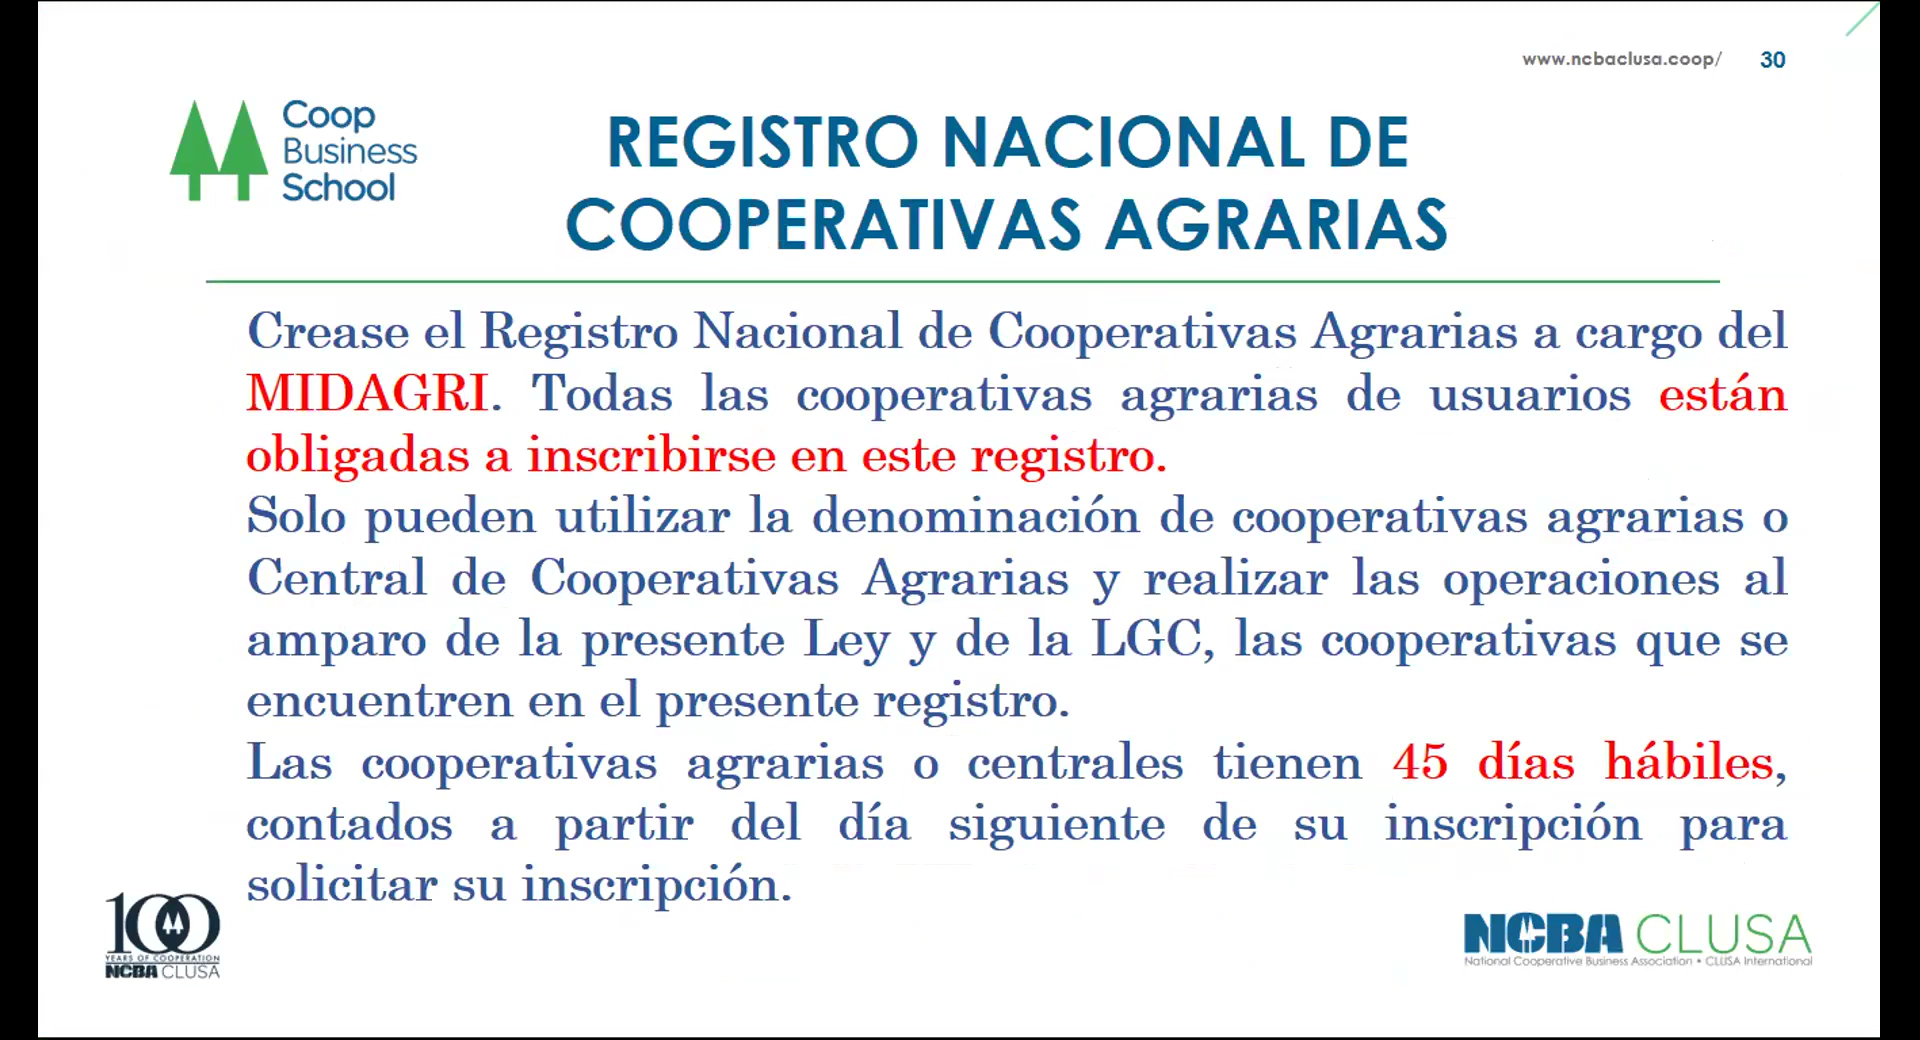 www.ncbaclusa.coop/ 30
Coop
Business
School
REGISTRO NACIONAL DE
COOPERATIVAS AGRARIAS
Crease el Registro Nacional de Cooperativas Agrarias a cargo del
MIDAGRI. Todas las cooperativas agrarias de usuarios están
obligadas a inscribirse en este registro.
Solo pueden utilizar la denominación de cooperativas agrarias o
Central de Cooperativas Agrarias y realizar las operaciones al
amparo de la presente Ley y de la LGC, las cooperativas que se
encuentren en el presente registro.
Las cooperativas agrarias o centrales tienen 45 días hábiles,
contados a partir del día siguiente de su inscripción para
solicitar su inscripción.
100
YEARS OF COOPERATION
NCBA CLUSA
NCBA CLUSA
National Cooperative Business Association • CLUSA International